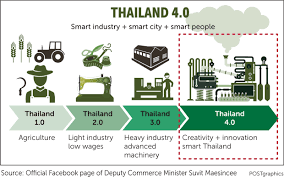 THAILAND 4.0
Smart industry + smart city + smart people
Thailand
1.0
Thailand
2.0
Thailand
3.0
Thailand
4.0
Agriculture
Light industry
low wages
Heavy industry
advanced
machinery
Creativity + innovation
smart Thailand
Source: Official Facebook page of Deputy Commerce Minister Suvit Maesincee
POSTgraphics